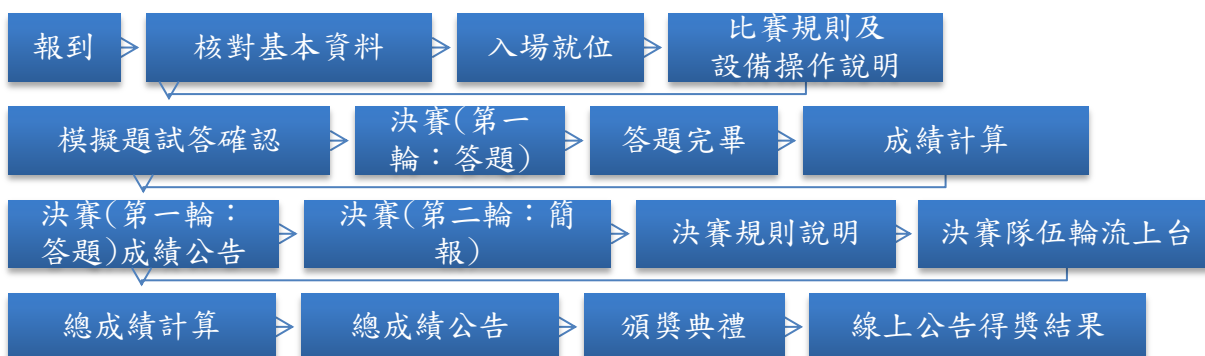 報到
核對基本資料
入場就位
比賽規則及
設備操作說明
模擬題試答確認
決賽(第一
輪：答題)
答題完畢
成績計算
決賽(第一輪：
答題)成績公告
決賽(第二輪：簡
報)
決賽規則說明
決賽隊伍輪流上台
總成績計算
總成績公告
頒獎典禮
線上公告得獎結果